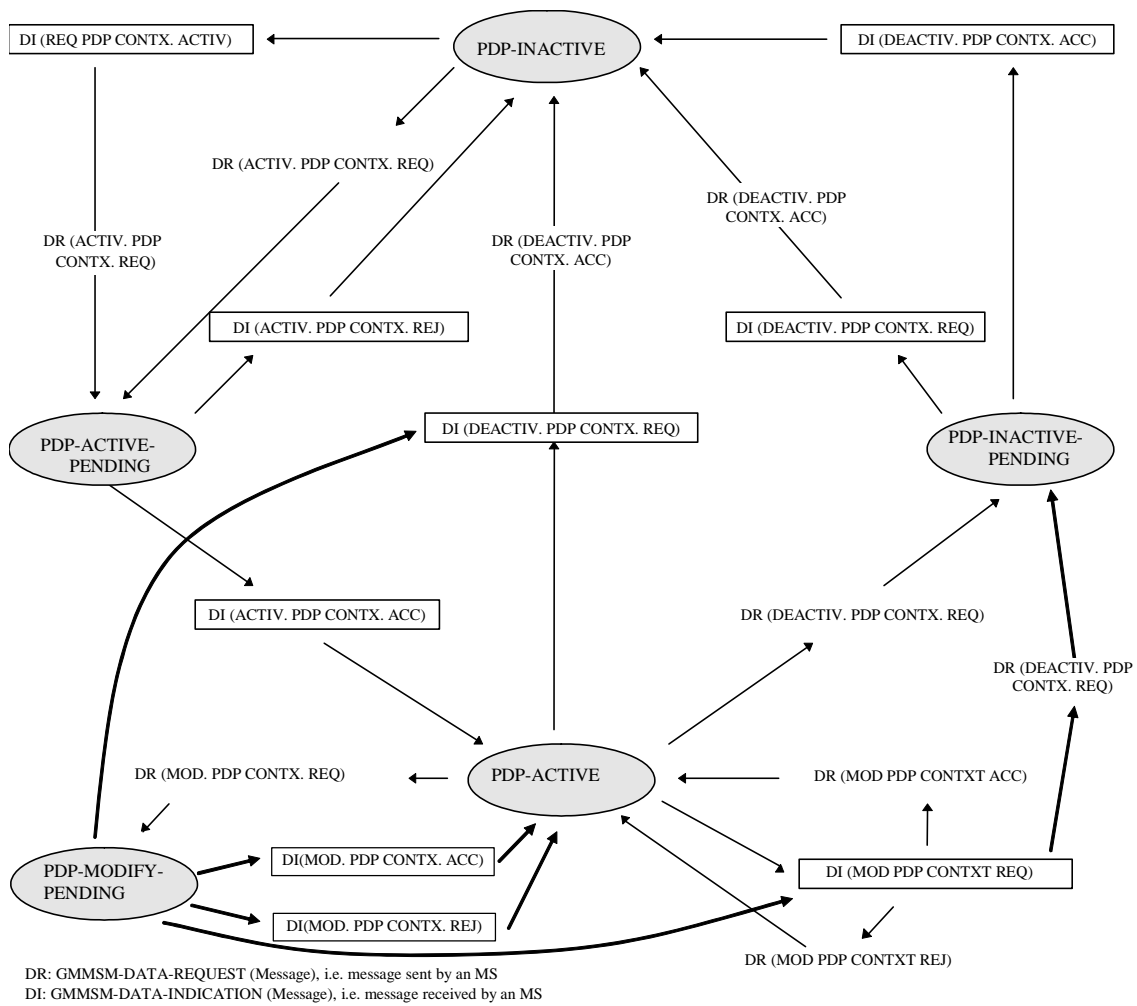 DI (REQ PDP CONTX. ACTIV)
PDP-INACTIVE
DI (DEACTIV. PDP CONTX. ACC)
DR (ACTIV. PDP CONTX. REQ)
DR (DEACTIV. PDP
CONTX. ACC)
DR (ACTIV. PDP
CONTX. REQ)
DR (DEACTIV. PDP
CONTX. ACC)
DI (ACTIV. PDP CONTX. REJ)
DI (DEACTIV. PDP CONTX. REQ)
PDP-ACTIVE-
PENDING
DI (DEACTIV. PDP CONTX. REQ)
PDP-INACTIVE-
PENDING
DI (ACTIV. PDP CONTX. ACC)
DR (DEACTIV. PDP CONTX. REQ)
DR (DEACTIV. PDP
CONTX. REQ)
DR (MOD. PDP CONTX. REQ)
PDP-ACTIVE
DR (MOD PDP CONTXT ACC)
PDP-MODIFY-
PENDING
DI(MOD. PDP CONTX. ACC)
DI (MOD PDP CONTXT REQ)
DI(MOD. PDP CONTX. REJ)
DR (MOD PDP CONTXT REJ)
DR: GMMSM-DATA-REQUEST (Message), i.e. message sent by an MS
DI: GMMSM-DATA-INDICATION (Message), i.e. message received by an MS